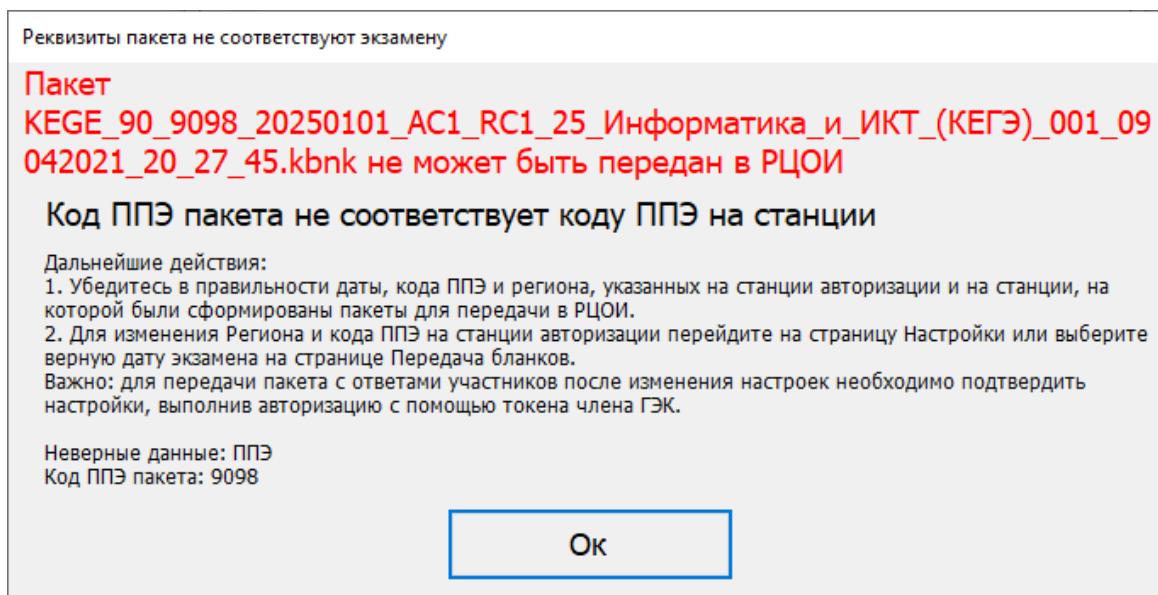 Реквизиты пакета не соответствуют экзамену
Пакет
KEGE_90_9098_20250101_AC1_RC1_25_Информатика_и_ИКТ_(КЕГЭ)_001_09
042021_20_27_45.kbnk не может быть передан в РЦОИ
Код ППЭ пакета не соответствует коду ППЭ на станции
Дальнейшие действия:
1. Убедитесь в правильности даты, кода ППЭ и региона, указанных на станции авторизации и на станции, на
которой были сформированы пакеты для передачи в РЦОИ.
2. Для изменения Региона и кода ППЭ на станции авторизации перейдите на страницу Настройки или выберите
верную дату экзамена на странице Передача бланков.
Важно: для передачи пакета с ответами участников после изменения настроек необходимо подтвердить
настройки, выполнив авторизацию с помощью токена члена ГЭК.
Неверные данные: ППЭ
Код ППЭ пакета: 9098
Ок